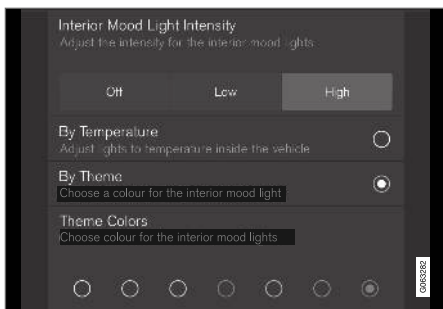 Interior Mood Light Intensity
Adjust the intensity for the interior mood lights
Off Low High
By Temperature
Adjust lights to temperature inside the vehicle
By Theme
Choose a colour for the interior mood light
Theme Colors
Choose colour for the interior mood lights
G063282